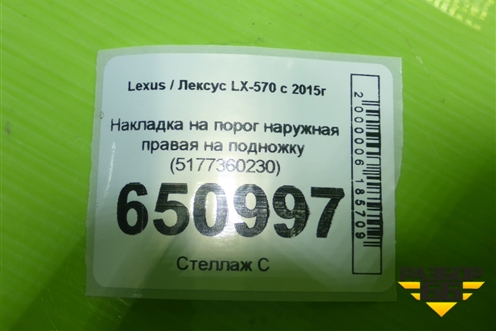 Lexus / Лексус LX-570 с 2015г
Накладка на порог наружная
правая на подножку
(5177360230)
650997
Стеллаж С
2000006185709